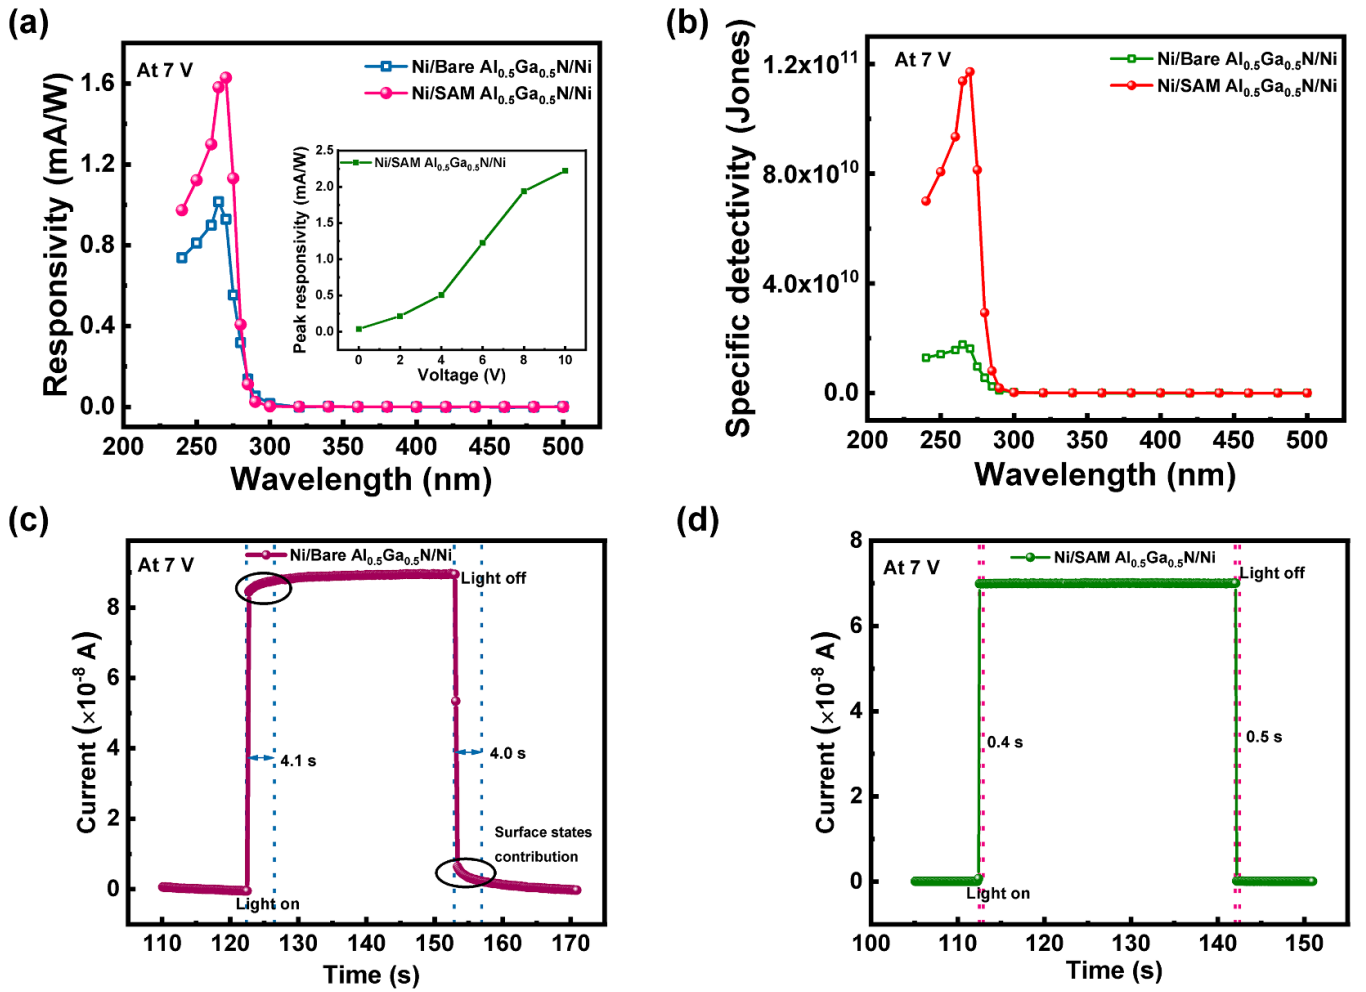 (a)
At 7 V
Ni/Bare Al0.5Ga0.5N/Ni
Ni/SAM Al0.5Ga0.5N/Ni
Responsivity (mA/W)
1.6
1.2
0.8
0.4
0.0
200 250 300 350 400 450 500
Wavelength (nm)
Ni/SAM Al0.5Ga0.5N/Ni
Peak responsivity (mA/W)
2.5
2.0
1.5
1.0
0.5
0.0
0 2 4 6 8 10
Voltage (V)
(b)
At 7 V
Ni/Bare Al0.5Ga0.5N/Ni
Ni/SAM Al0.5Ga0.5N/Ni
Specific detectivity (Jones)
1.2x10¹¹
8.0x10¹⁰
4.0x10¹⁰
0.0
200 250 300 350 400 450 500
Wavelength (nm)
(c)
At 7 V
Ni/Bare Al0.5Ga0.5N/Ni
Light off
Current (×10⁻⁸ A)
8
6
4
2
0
4.1 s
4.0 s
Surface states
contribution
Light on
110 120 130 140 150 160 170
Time (s)
(d)
At 7 V
Ni/SAM Al0.5Ga0.5N/Ni
Light off
Current (×10⁻⁸ A)
8
6
4
2
0
0.4 s
0.5 s
Light on
100 110 120 130 140 150
Time (s)